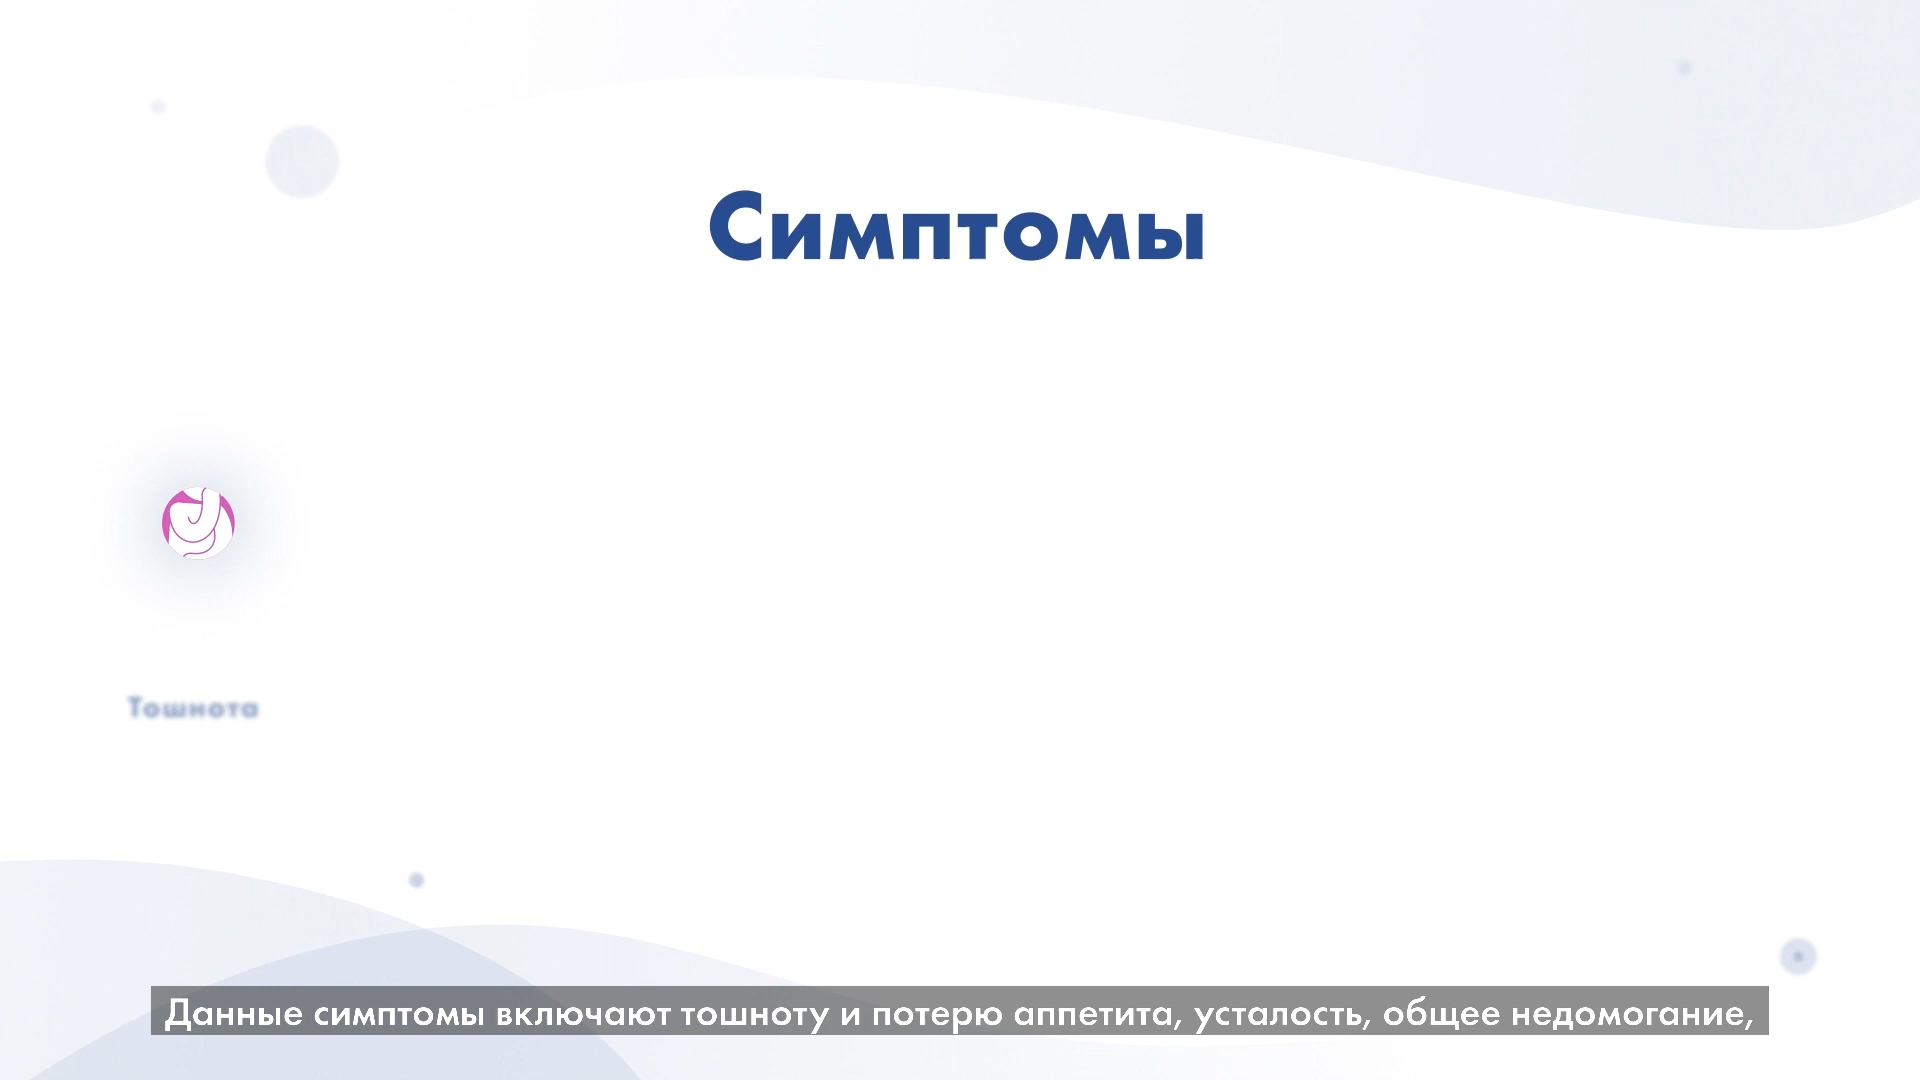 Симптомы
Тошнота
Данные симптомы включают тошноту и потерю аппетита, усталость, общее недомогание,